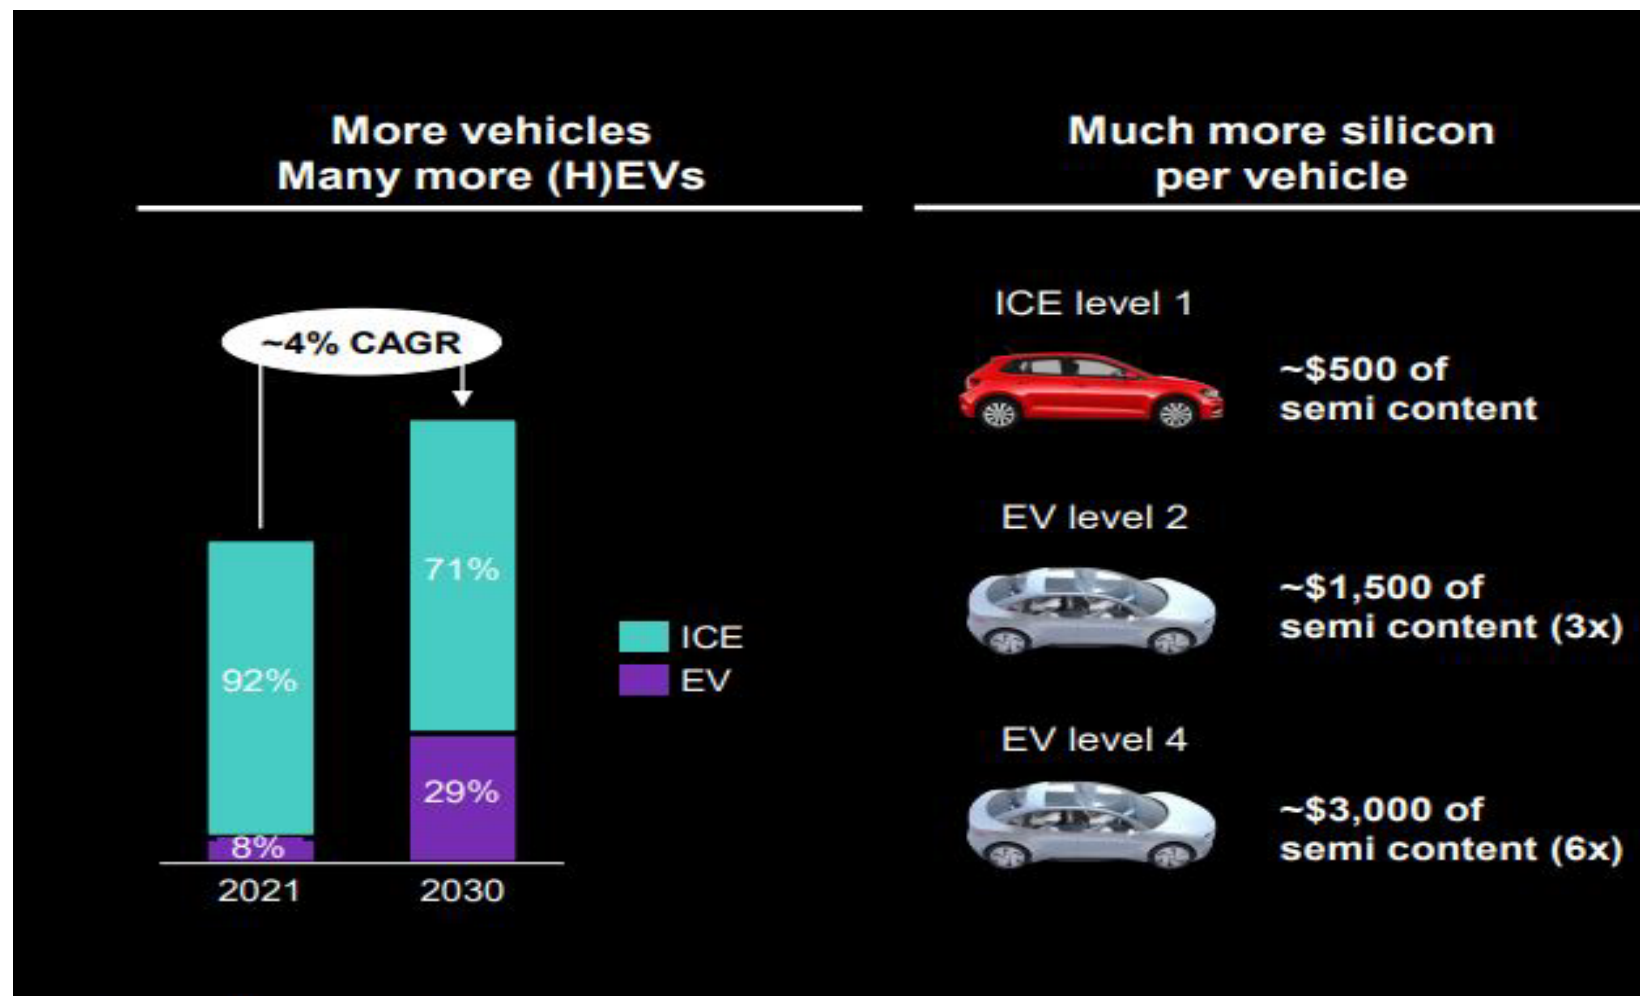 More vehicles
Many more (H)EVs
~4% CAGR
71%
92%
29%
8%
2021
2030
ICE
EV
Much more silicon
per vehicle
ICE level 1
~$500 of
semi content
EV level 2
~$1,500 of
semi content (3x)
EV level 4
~$3,000 of
semi content (6x)